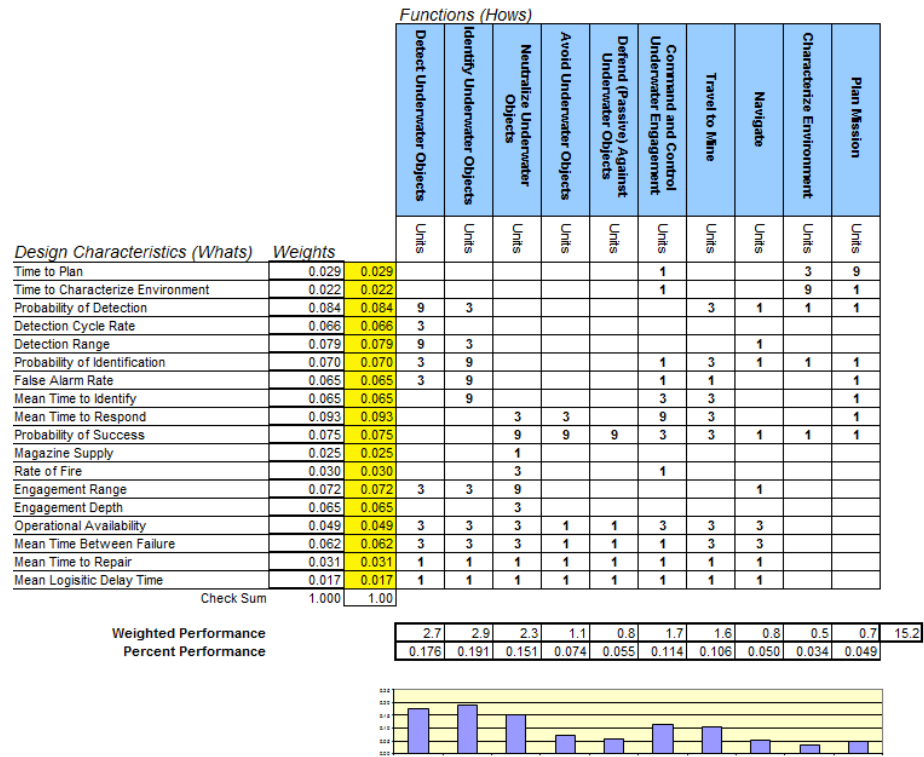 Functions (Hows)
Detect Underwater Objects
Identify Underwater Objects
Neutralize Underwater
Objects
Avoid Underwater Objects
Defend (Passive) Against
Underwater Objects
Command and Control
Underwater Engagement
Travel to Mine
Navigate
Characterize Environment
Plan Mission
Design Characteristics (Whats) Weights Units Units Units Units Units Units Units Units Units Units
Time to Plan 0.029 0.029 1 3 9
Time to Characterize Environment 0.022 0.022 1 9 1
Probability of Detection 0.084 0.084 9 3 3 1 1 1
Detection Cycle Rate 0.066 0.066 3
Detection Range 0.079 0.079 9 3 1
Probability of Identification 0.070 0.070 3 9 1 3 1 1 1
False Alarm Rate 0.065 0.065 3 9 1 1 1
Mean Time to Identify 0.065 0.065 9 3 3 1
Mean Time to Respond 0.093 0.093 3 3 9 3 1
Probability of Success 0.075 0.075 9 9 9 3 3 1 1 1
Magazine Supply 0.025 0.025 1
Rate of Fire 0.030 0.030 3 1
Engagement Range 0.072 0.072 3 3 9 1
Engagement Depth 0.065 0.065 3
Operational Availability 0.049 0.049 3 3 3 1 1 3 3 3
Mean Time Between Failure 0.062 0.062 3 3 3 1 1 1 3 3
Mean Time to Repair 0.031 0.031 1 1 1 1 1 1 1 1
Mean Logisitic Delay Time 0.017 0.017 1 1 1 1 1 1 1 1
Check Sum 1.000 1.00
Weighted Performance 2.7 2.9 2.3 1.1 0.8 1.7 1.6 0.8 0.5 0.7 15.2
Percent Performance 0.176 0.191 0.151 0.074 0.055 0.114 0.106 0.050 0.034 0.049